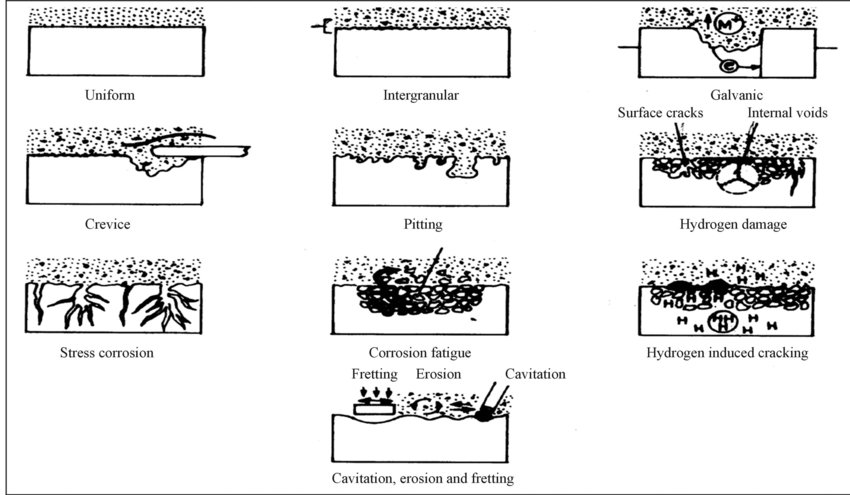 Uniform
Intergranular
M+
e
Galvanic
Surface cracks
Internal voids
Crevice
Pitting
Hydrogen damage
Stress corrosion
Corrosion fatigue
H H
H
H H H H
H H H H H
H H
Hydrogen induced cracking
Fretting
Erosion
Cavitation
Cavitation, erosion and fretting